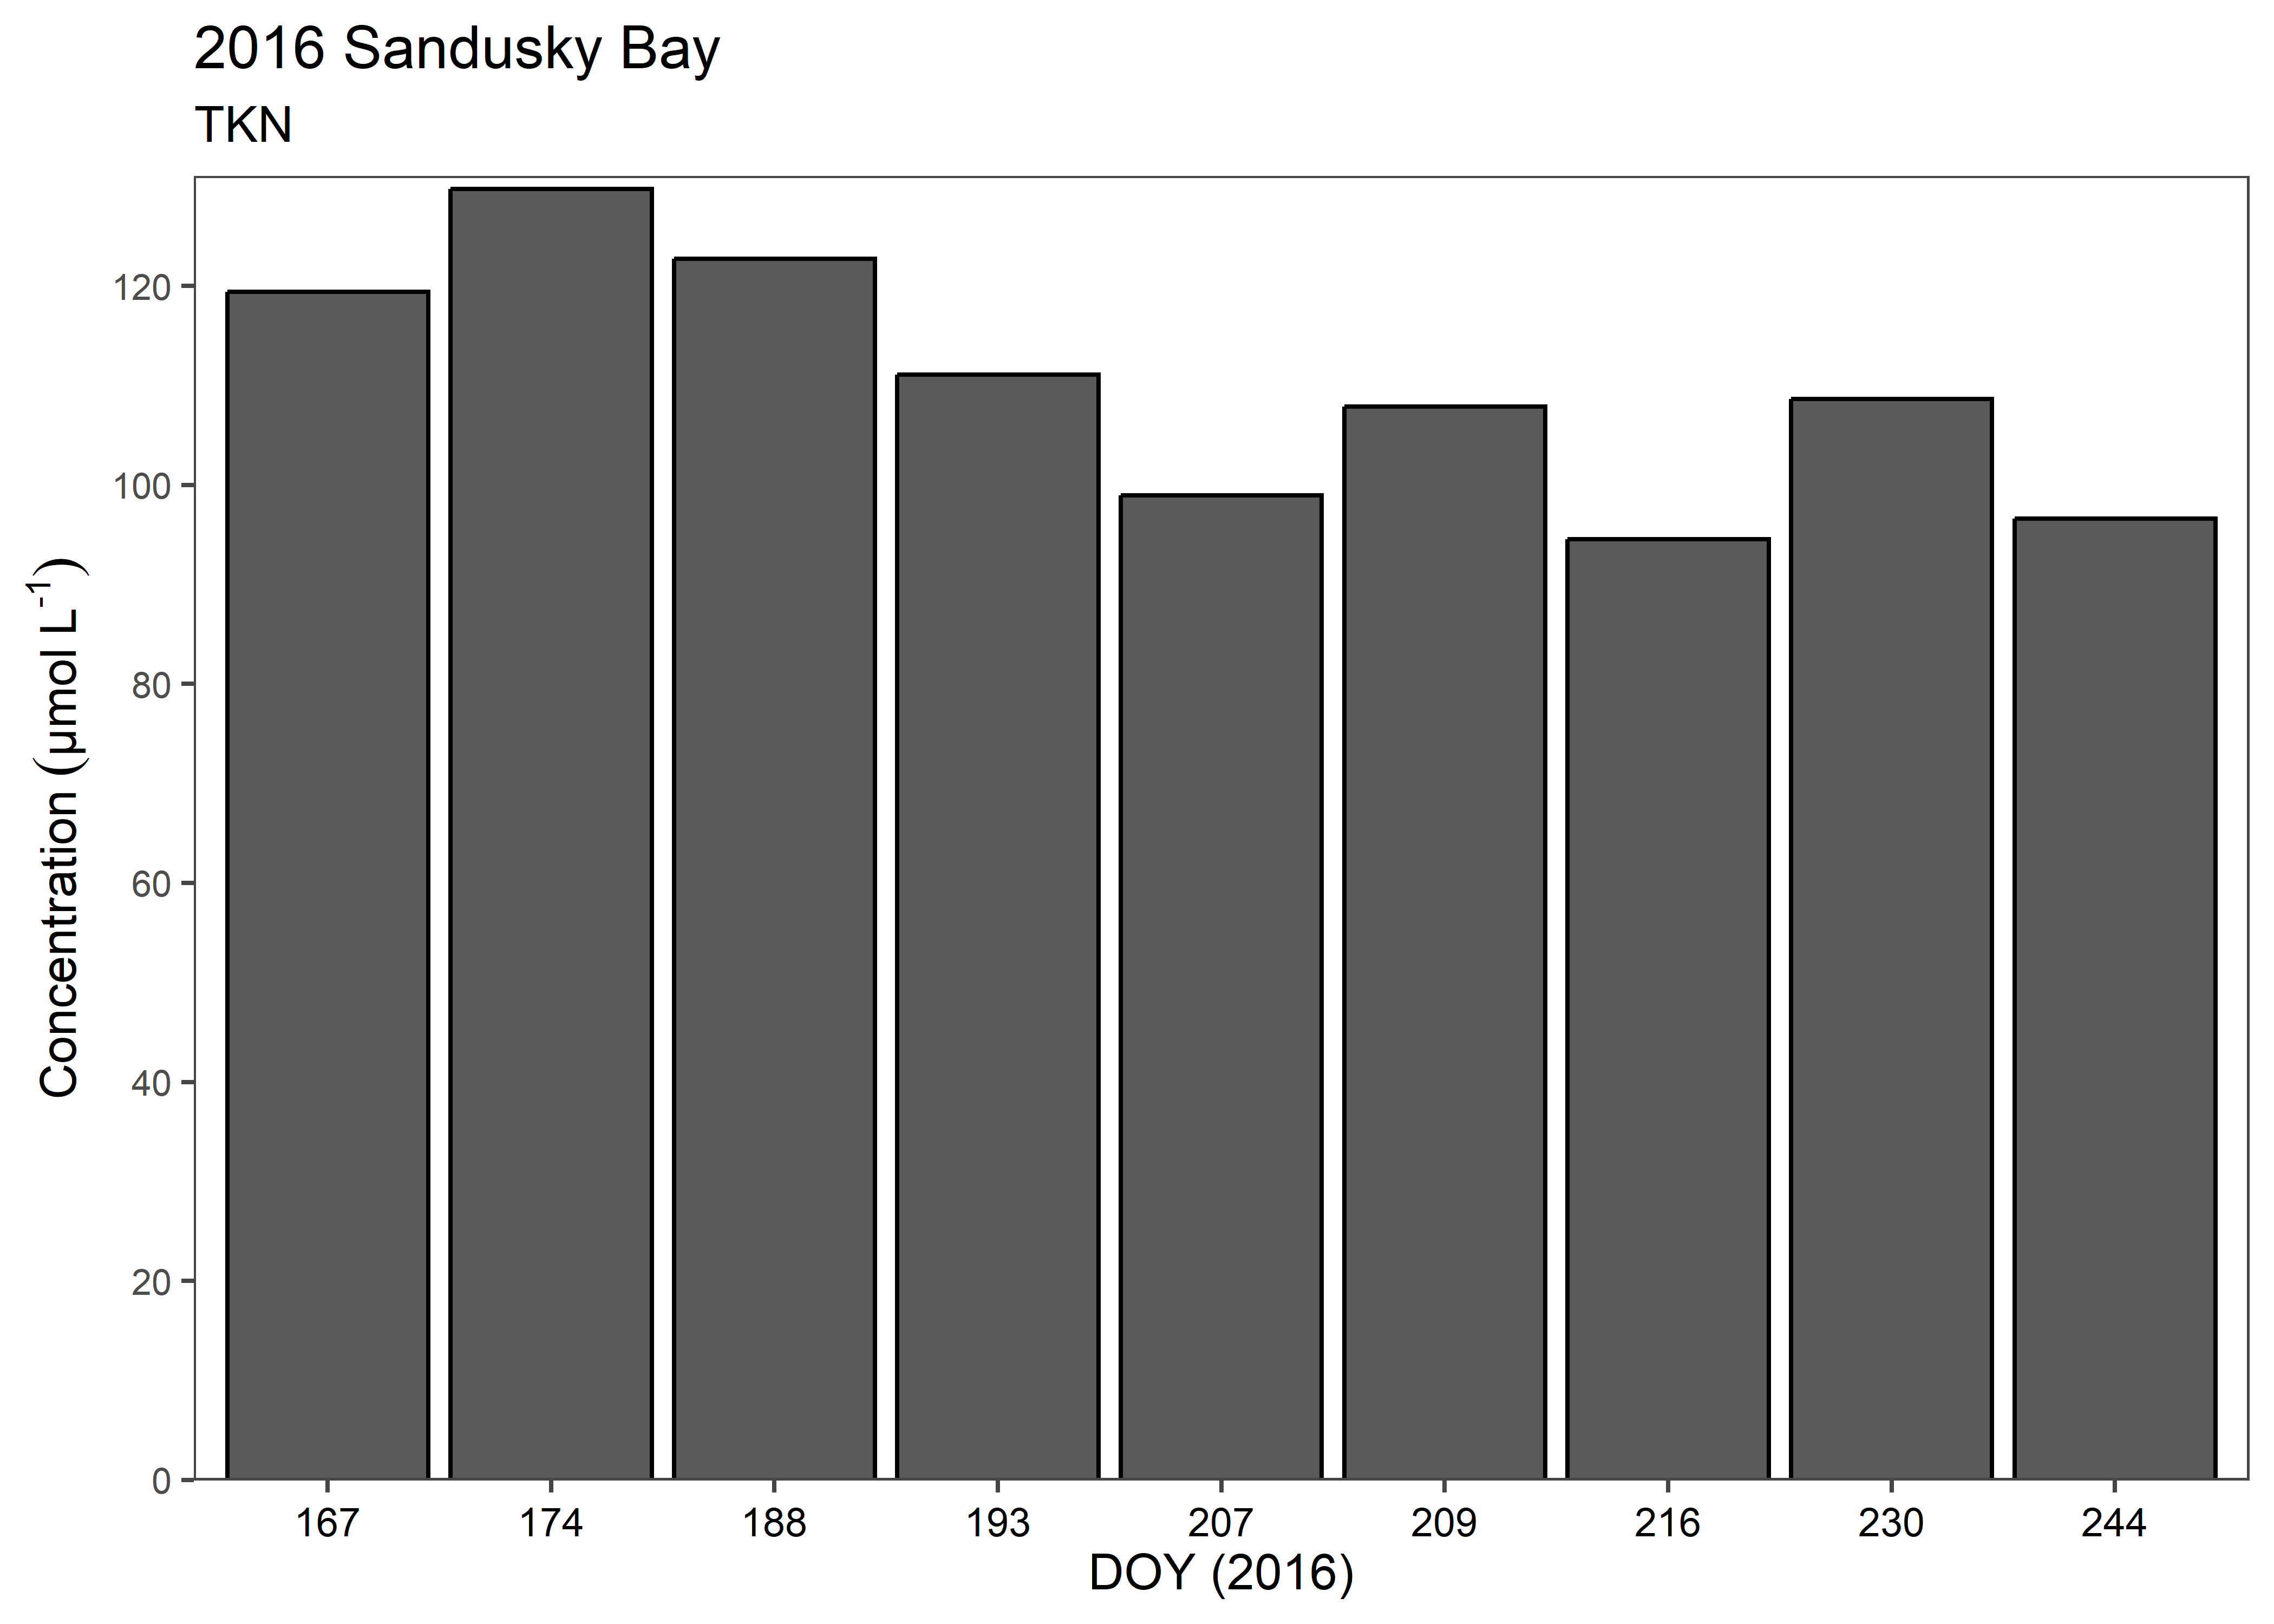 2016 Sandusky Bay
TKN
Concentration (µmol L⁻¹)
120
100
80
60
40
20
0
167 174 188 193 207 209 216 230 244
DOY (2016)